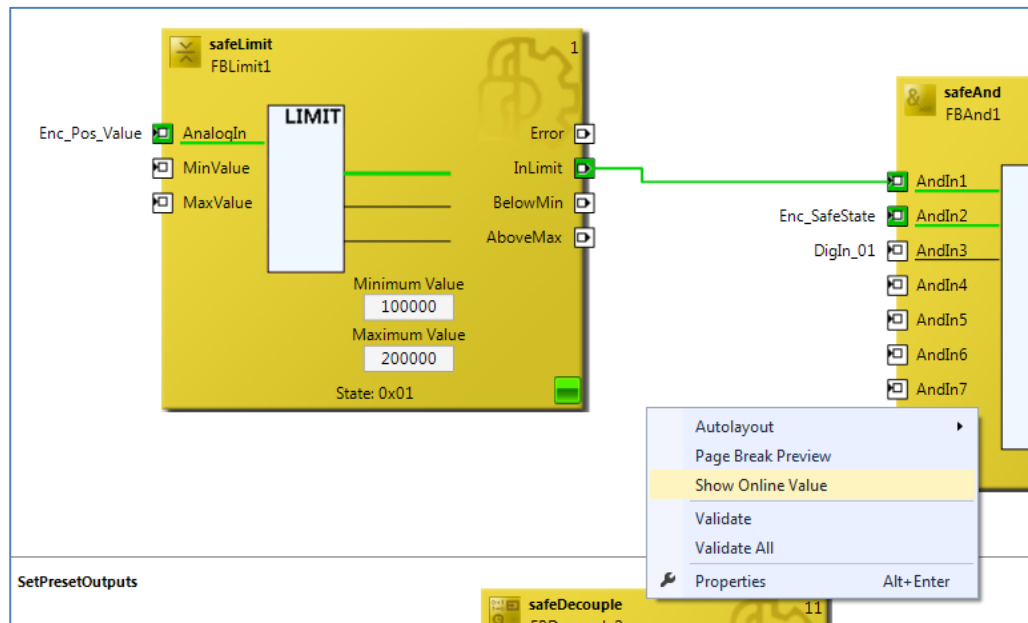 safeLimit
1
FBLimit1
LIMIT
Enc_Pos_Value
AnalogIn
MinValue
MaxValue
Error
InLimit
BelowMin
AboveMax
Minimum Value
100000
Maximum Value
200000
State: 0x01
&
safeAnd
FBAnd1
AndIn1
Enc_SafeState
AndIn2
DigIn_01
AndIn3
AndIn4
AndIn5
AndIn6
AndIn7
Autolayout
Page Break Preview
Show Online Value
Validate
Validate All
Properties Alt+Enter
SetPresetOutputs
safeDecouple
11